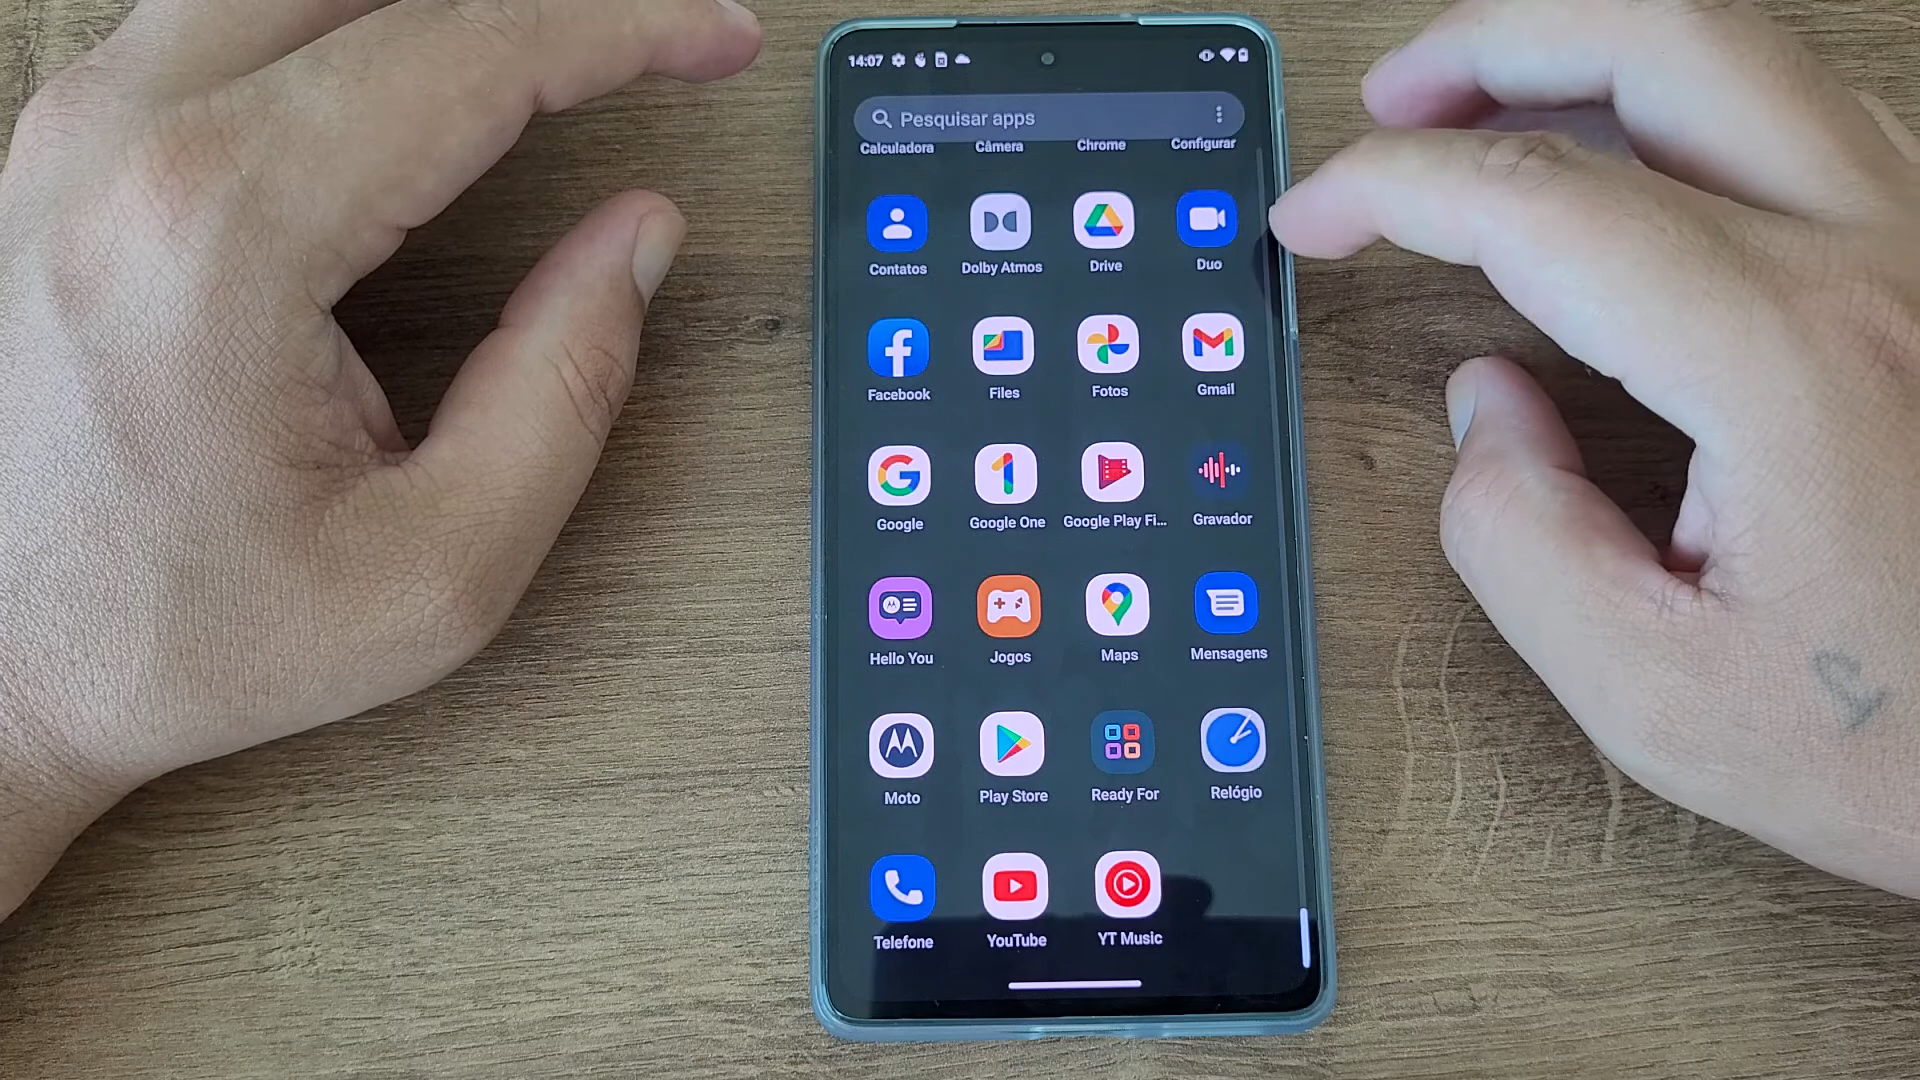 14:07
Pesquisar apps
Calculadora Câmera Chrome Configurar
Contatos Dolby Atmos Drive Duo
Facebook Files Fotos Gmail
Google Google One Google Play Fi... Gravador
Hello You Jogos Maps Mensagens
Moto Play Store Ready For Relógio
Telefone YouTube YT Music